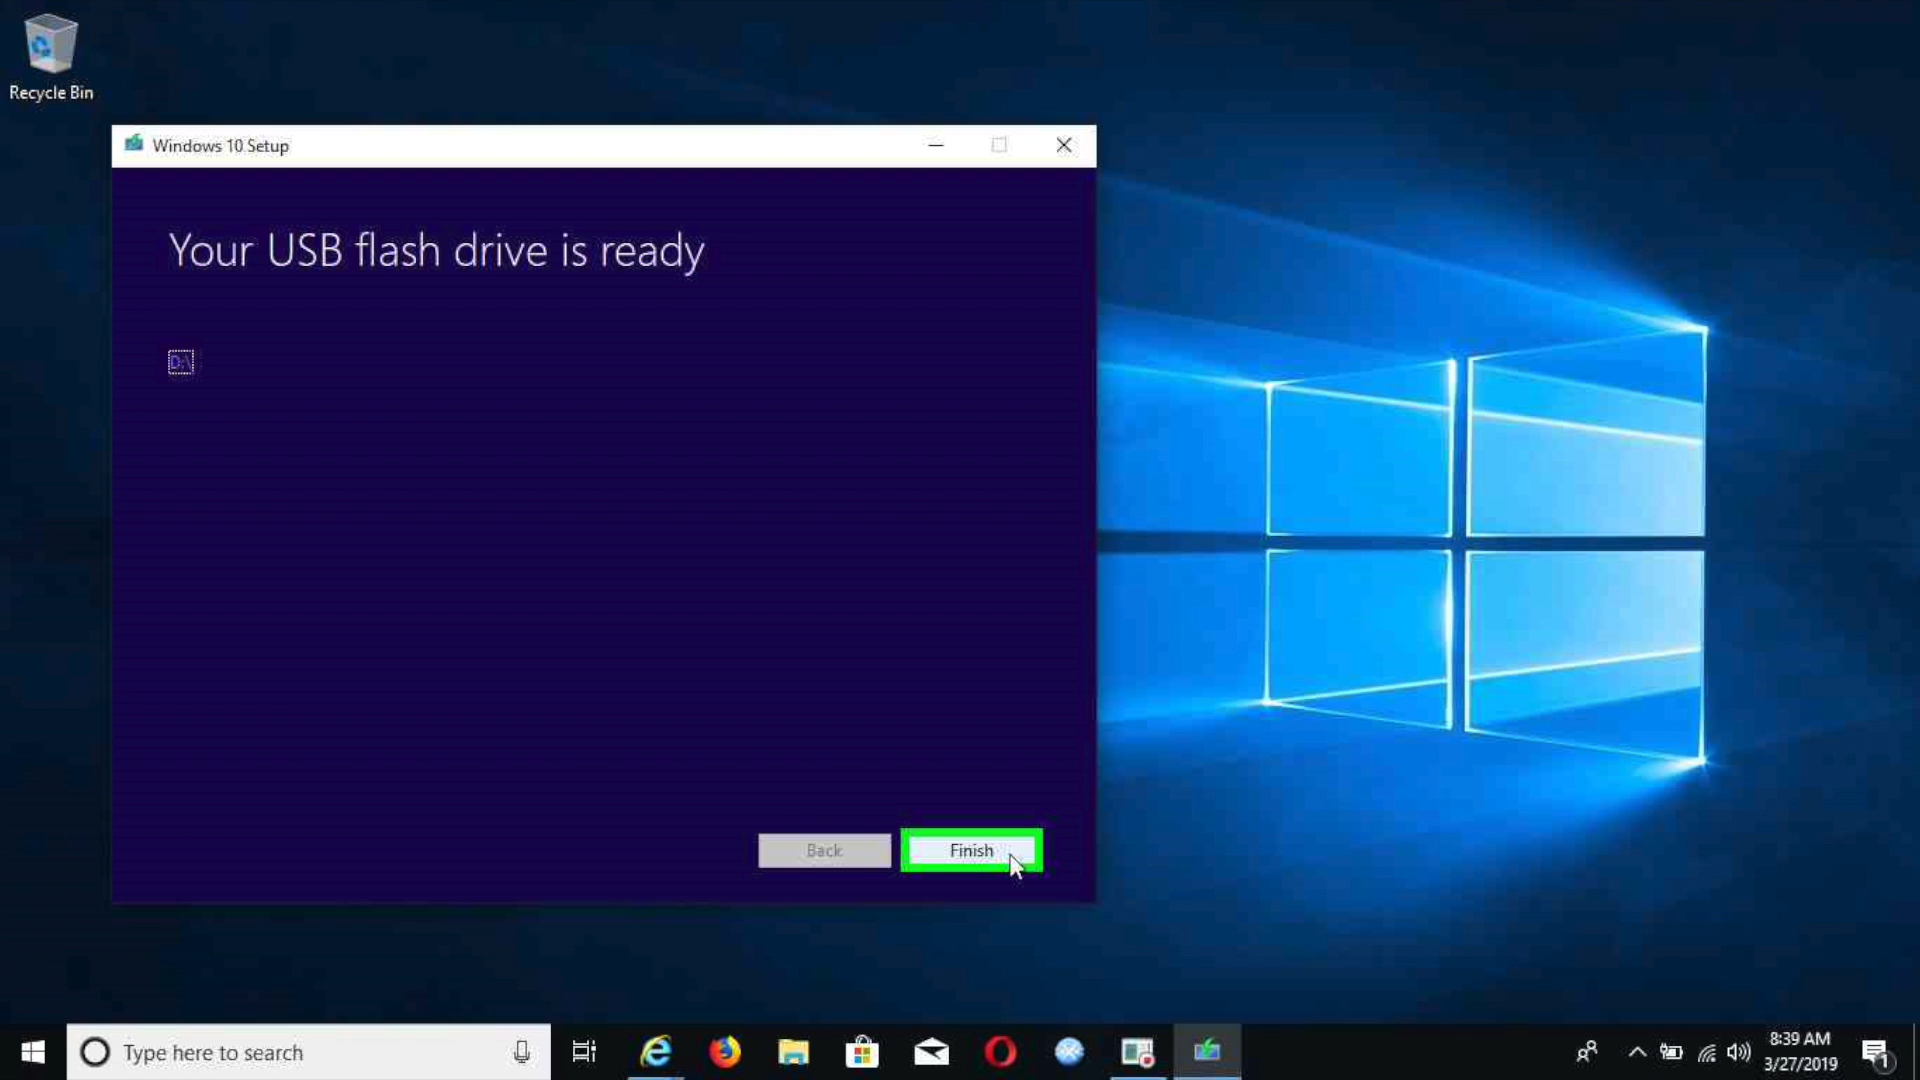 Recycle Bin
Windows 10 Setup
Your USB flash drive is ready
D:\
Back
Finish
Type here to search
8:39 AM
3/27/2019
1